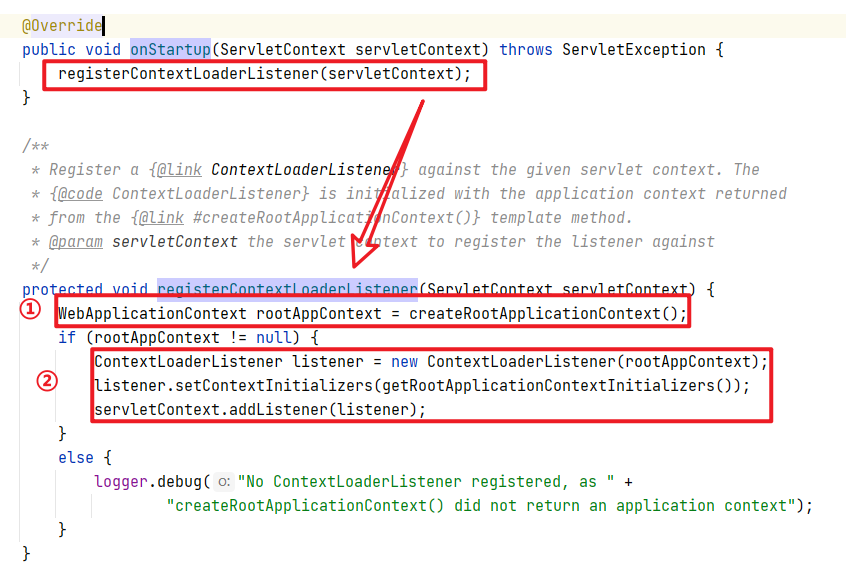 @Override
public void onStartup(ServletContext servletContext) throws ServletException {
    registerContextLoaderListener(servletContext);
}

/**
 * Register a {@link ContextLoaderListener} against the given servlet context. The
 * {@code ContextLoaderListener} is initialized with the application context returned
 * from the {@link #createRootApplicationContext()} template method.
 * @param servletContext the servlet context to register the listener against
 */
protected void registerContextLoaderListener(ServletContext servletContext) {
① WebApplicationContext rootAppContext = createRootApplicationContext();
    if (rootAppContext != null) {
        ContextLoaderListener listener = new ContextLoaderListener(rootAppContext);
②       listener.setContextInitializers(getRootApplicationContextInitializers());
        servletContext.addListener(listener);
    }
    else {
        logger.debug( o: "No ContextLoaderListener registered, as " +
                "createRootApplicationContext() did not return an application context");
    }
}